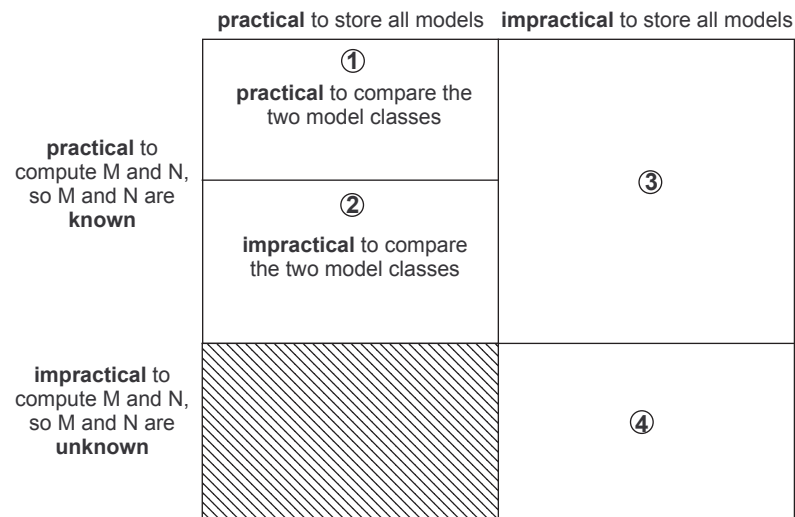 practical to store all models
impractical to store all models
practical to
compute M and N,
so M and N are
known
1
practical to compare the
two model classes
2
impractical to compare
the two model classes
3
impractical to
compute M and N,
so M and N are
unknown
4